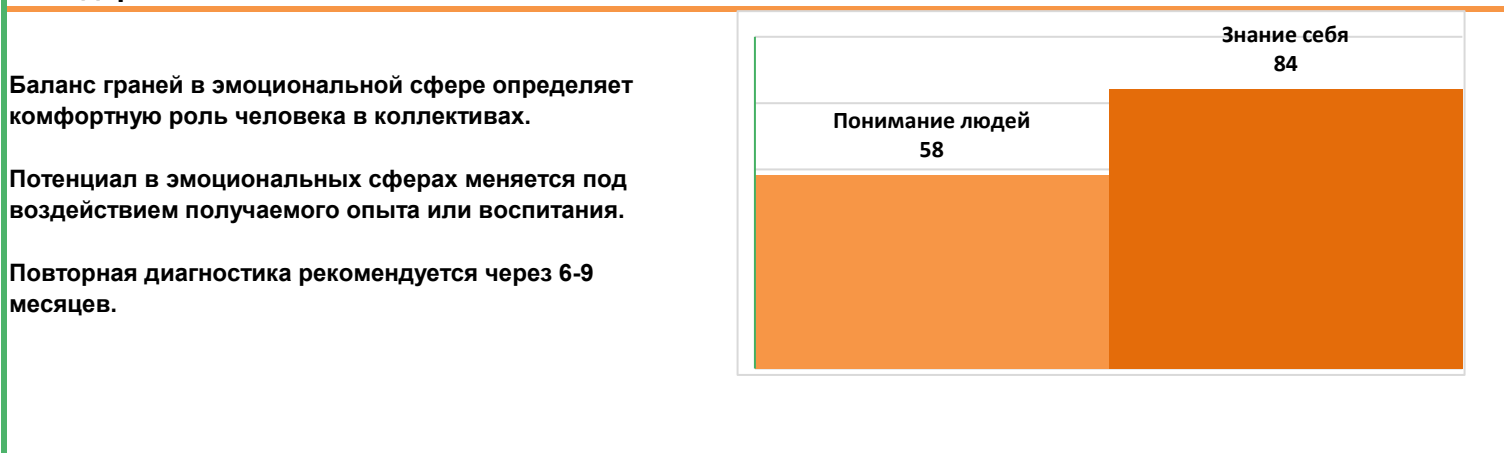 Баланс граней в эмоциональной сфере определяет
комфортную роль человека в коллективах.
Потенциал в эмоциональных сферах меняется под
воздействием получаемого опыта или воспитания.
Повторная диагностика рекомендуется через 6-9
месяцев.
Знание себя
84
Понимание людей
58